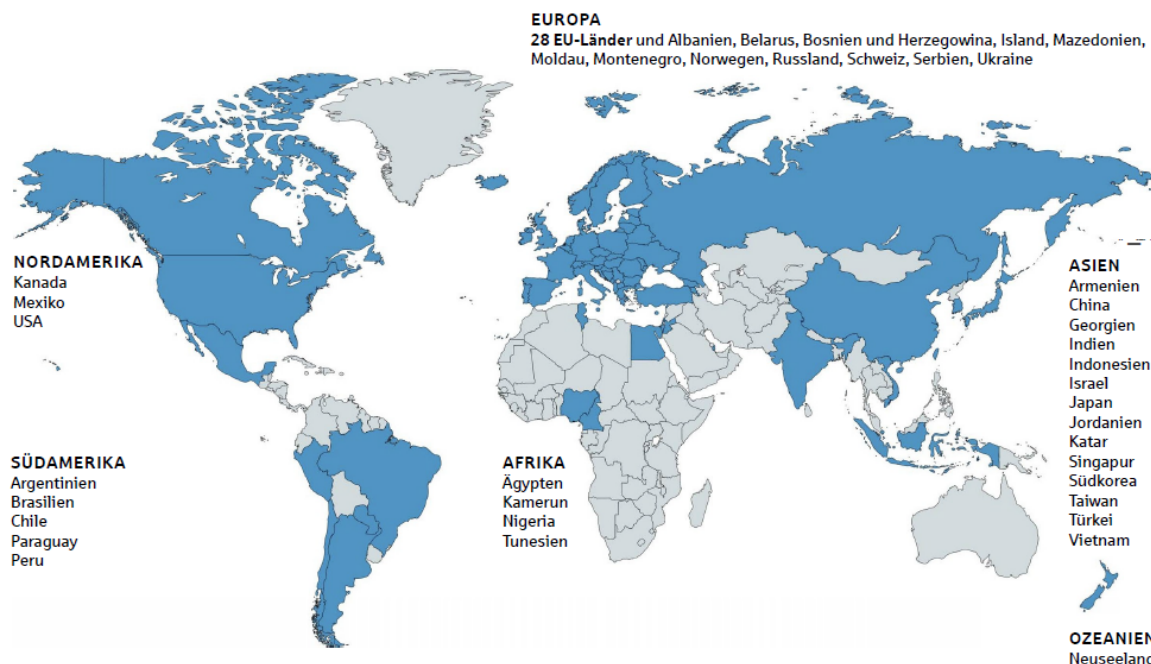 EUROPA
28 EU-Länder und Albanien, Belarus, Bosnien und Herzegowina, Island, Mazedonien,
Moldau, Montenegro, Norwegen, Russland, Schweiz, Serbien, Ukraine
NORDAMERIKA
Kanada
Mexiko
USA
SÜDAMERIKA
Argentinien
Brasilien
Chile
Paraguay
Peru
AFRIKA
Ägypten
Kamerun
Nigeria
Tunesien
ASIEN
Armenien
China
Georgien
Indien
Indonesien
Israel
Japan
Jordanien
Katar
Singapur
Südkorea
Taiwan
Türkei
Vietnam
OZEANIEN
Neuseeland